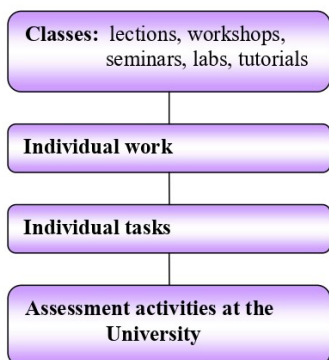 Classes: lections, workshops,
seminars, labs, tutorials
Individual work
Individual tasks
Assessment activities at the
University